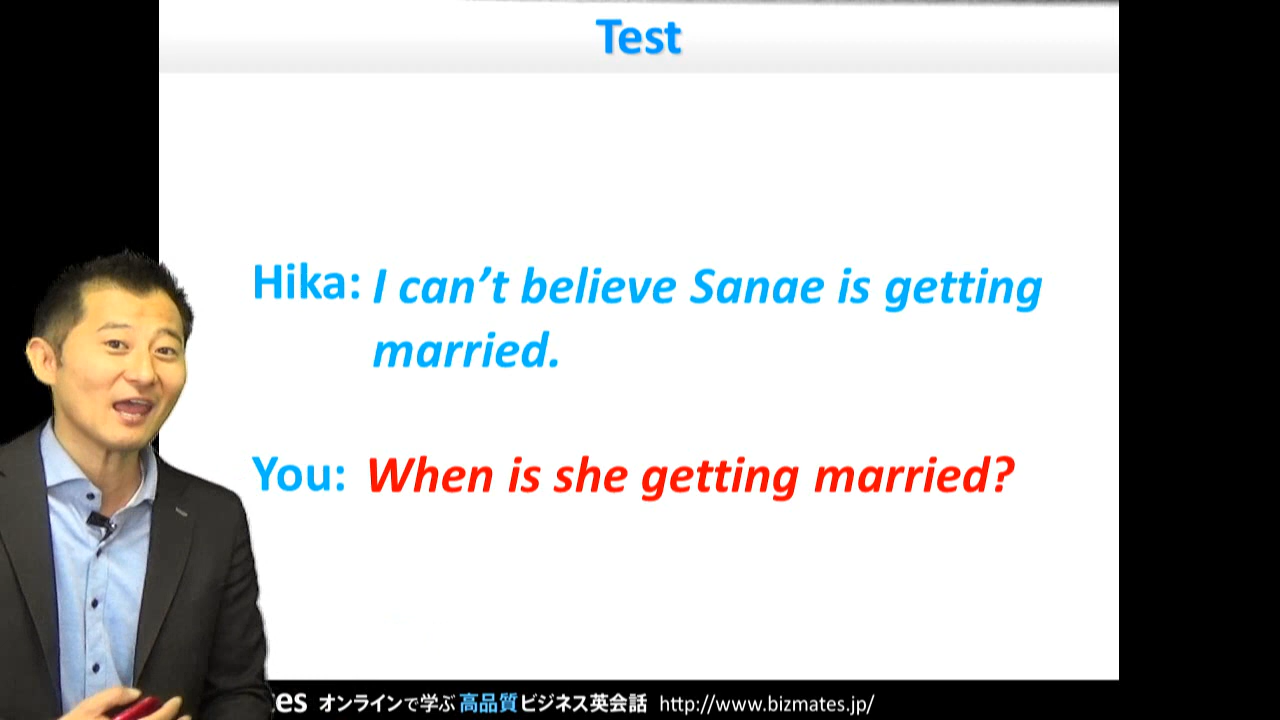 Test
Hika: I can't believe Sanae is getting
married.
You: When is she getting married?
オンラインで学ぶ 高品質ビジネス英会話 http://www.bizmates.jp/